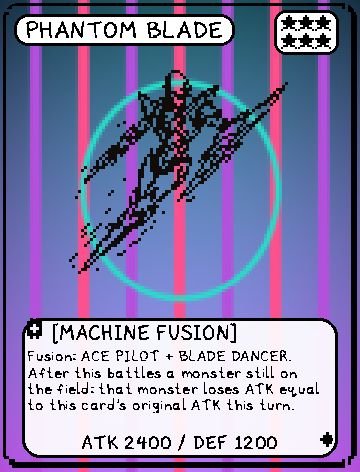 PHANTOM BLADE
[MACHINE FUSION]
Fusion: ACE PILOT + BLADE DANCER.
After this battles a monster still on
the field: that monster loses ATK equal
to this card's original ATK this turn.
ATK 2400 / DEF 1200